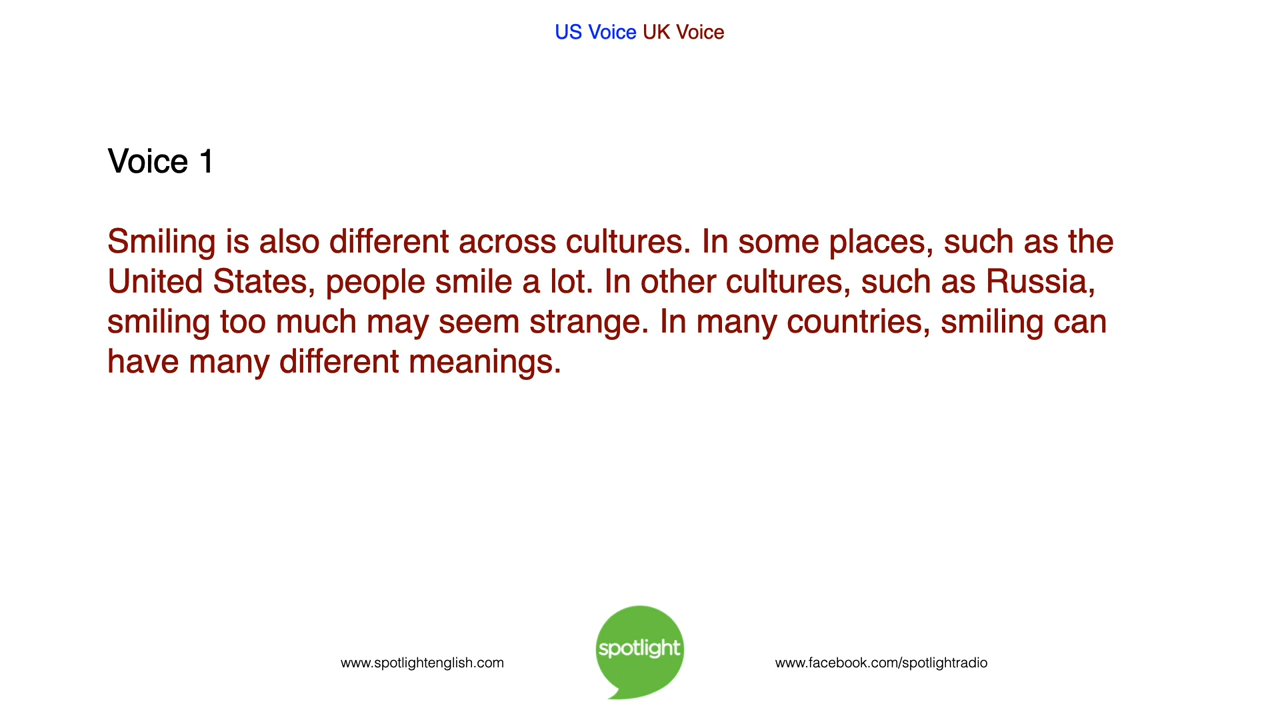 US Voice UK Voice
Voice 1
Smiling is also different across cultures. In some places, such as the
United States, people smile a lot. In other cultures, such as Russia,
smiling too much may seem strange. In many countries, smiling can
have many different meanings.
spotlight
www.spotlightenglish.com
www.facebook.com/spotlightradio